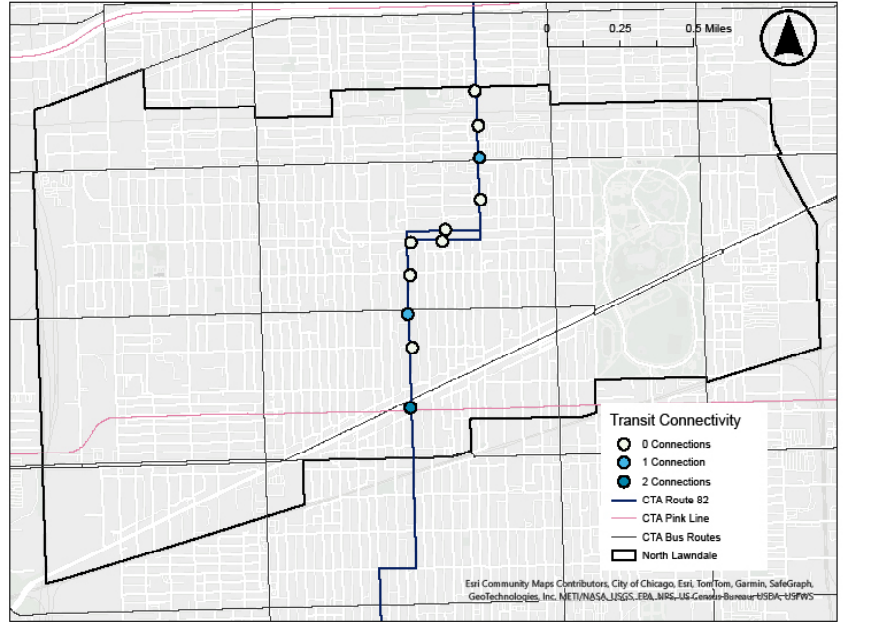 0 0.25 0.5 Miles
Transit Connectivity
0 Connections
1 Connection
2 Connections
CTA Route 82
CTA Pink Line
CTA Bus Routes
North Lawndale
Esri Community Maps Contributors, City of Chicago, Esri, TomTom, Garmin, SafeGraph,
GeoTechnologies, Inc, METI/NASA, USGS, EPA, NPS, US Census Bureau, USDA, USFWS